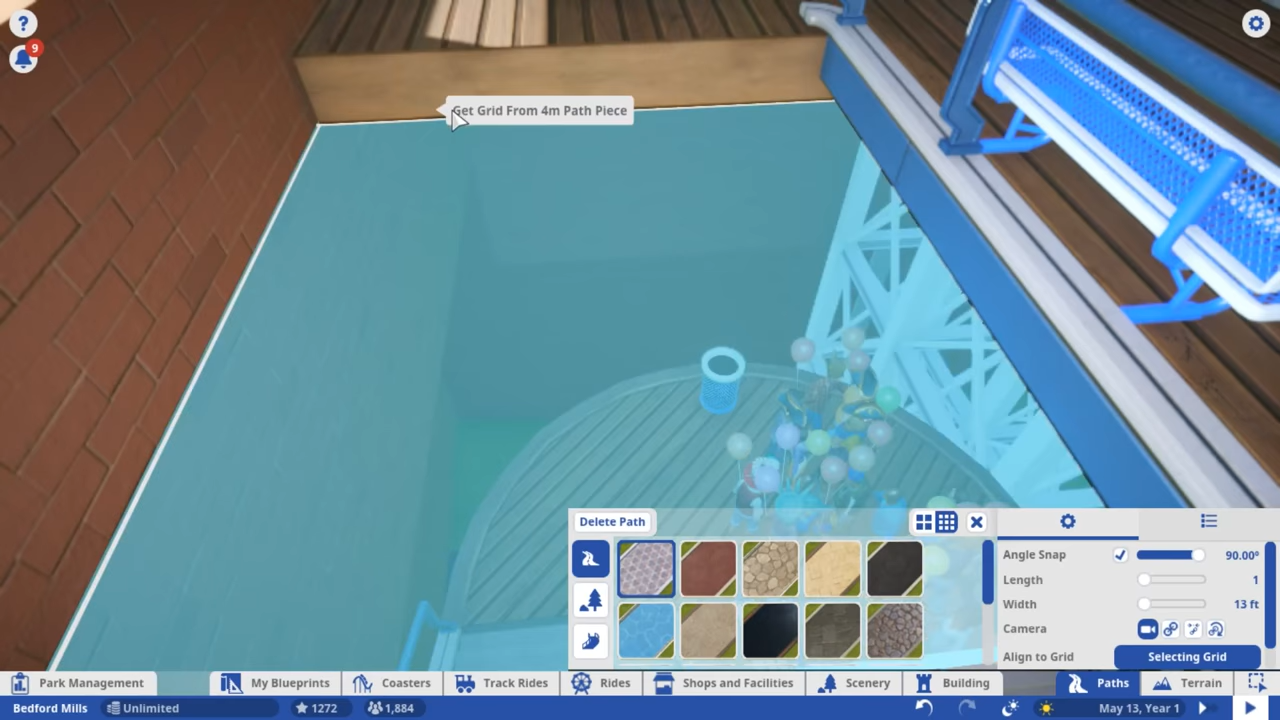 ?
9
Get Grid From 4m Path Piece
Delete Path
Angle Snap 90.00°
Length 1
Width 13 ft
Camera
Align to Grid Selecting Grid
Park Management My Blueprints Coasters Track Rides Rides Shops and Facilities Scenery Building Paths Terrain
Bedford Mills Unlimited 1272 1,884 May 13, Year 1